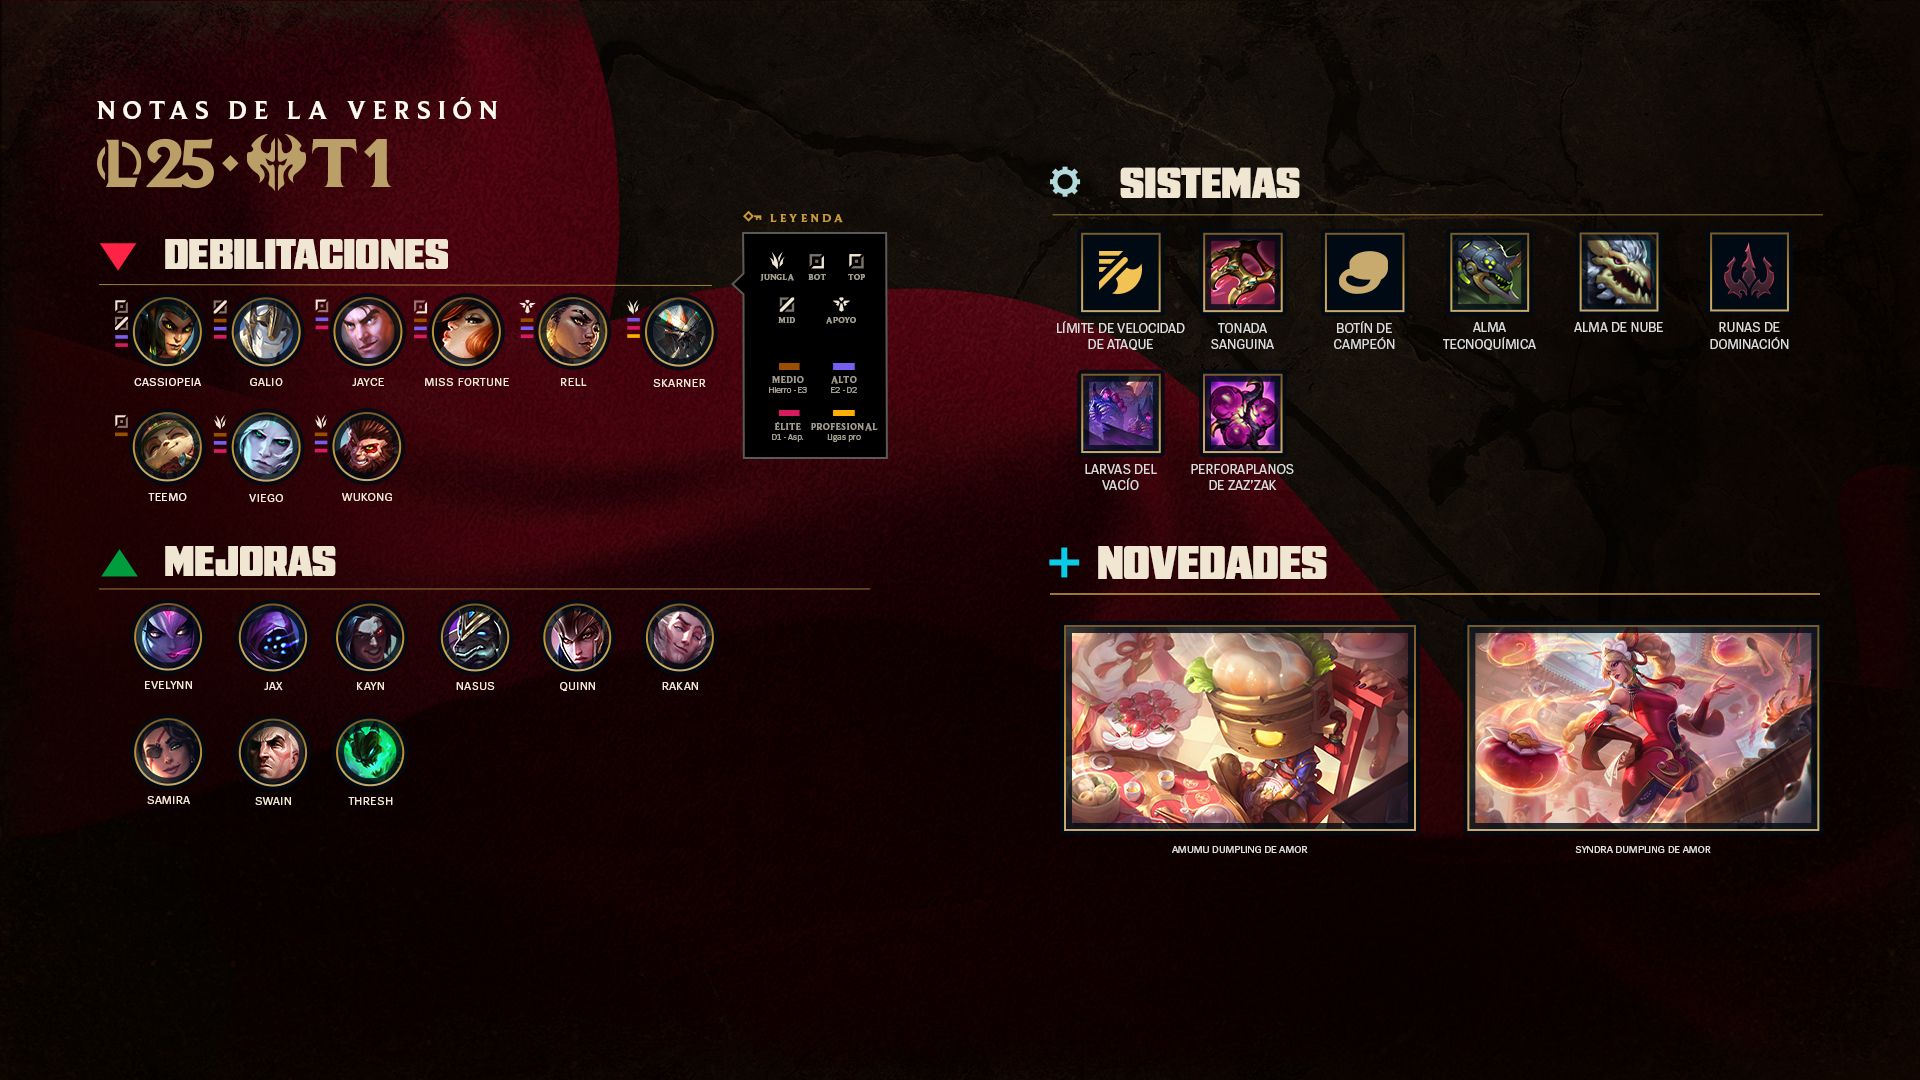 NOTAS DE LA VERSIÓN
L25 • T1
DEBILITACIONES
CASSIOPEIA
GALIO
JAYCE
MISS FORTUNE
RELL
SKARNER
TEEMO
VIEGO
WUKONG
LEYENDA
JUNGLA
BOT
TOP
MID
APOYO
MEDIO
Hierro - E3
ALTO
E2 - D2
ÉLITE
D1 - Asp.
PROFESIONAL
Ligas pro
MEJORAS
EVELYNN
JAX
KAYN
NASUS
QUINN
RAKAN
SAMIRA
SWAIN
THRESH
SISTEMAS
LÍMITE DE VELOCIDAD
DE ATAQUE
TONADA
SANGUINA
BOTÍN DE
CAMPEÓN
ALMA
TECNOQUÍMICA
ALMA DE NUBE
RUNAS DE
DOMINACIÓN
LARVAS DEL
VACÍO
PERFORAPLANOS
DE ZAZ'ZAK
NOVEDADES
AMUMU DUMPLING DE AMOR
SYNDRA DUMPLING DE AMOR